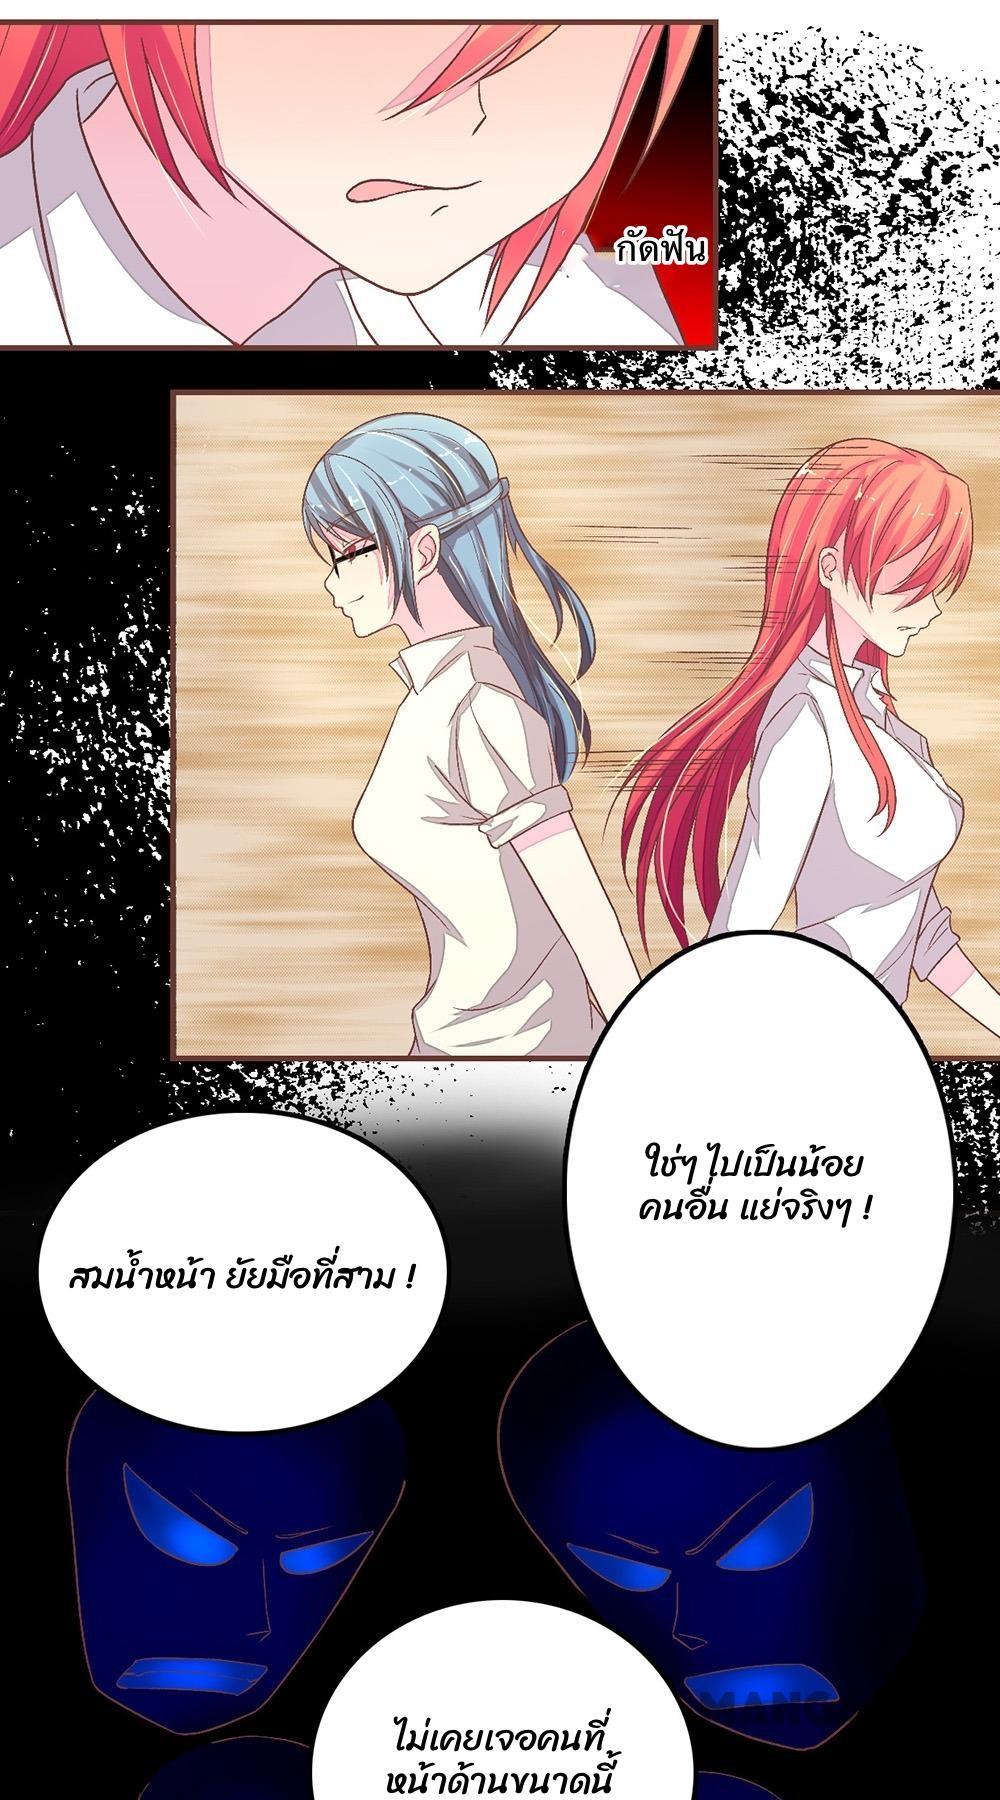 กัดฟัน
ใช่ๆ ไปเป็นน้อย
คนอื่น แย่จริงๆ !
สมน้ำหน้า ยัยมือที่สาม !
ไม่เคยเจอคนที่
หน้าด้านขนาดนี้
MANG